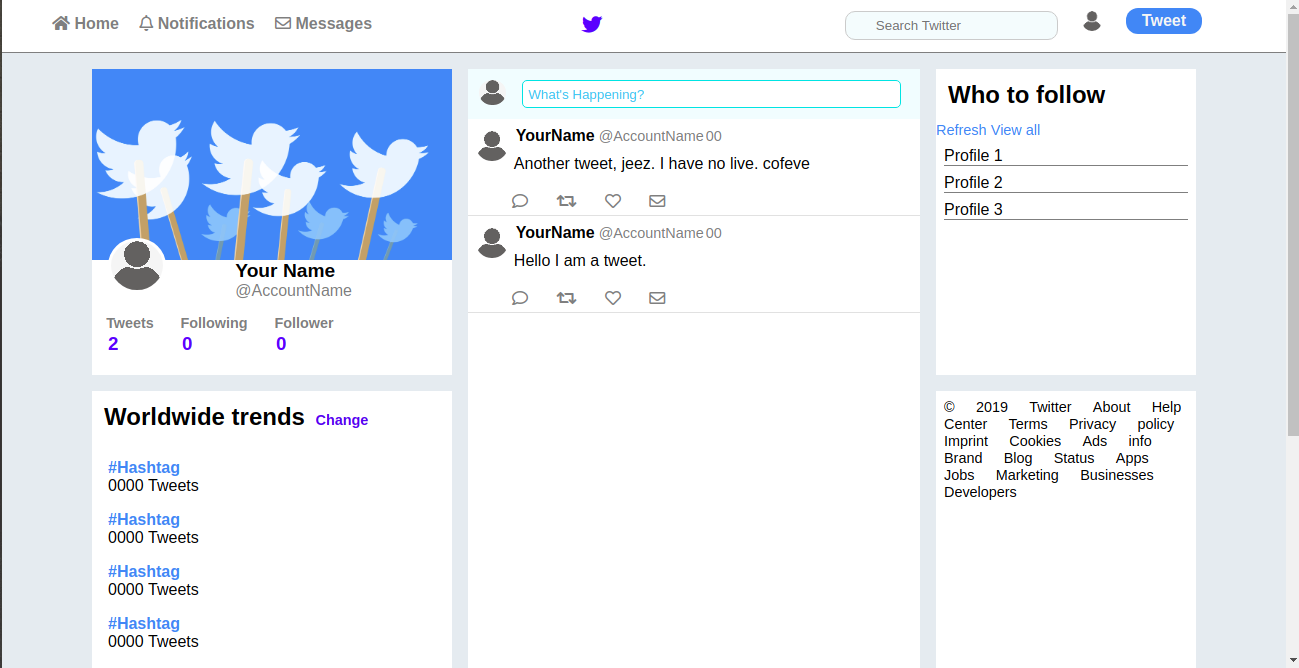 Home Notifications Messages Search Twitter Tweet
Your Name
@AccountName
Tweets Following Follower
2 0 0
Worldwide trends Change
#Hashtag
0000 Tweets
#Hashtag
0000 Tweets
#Hashtag
0000 Tweets
#Hashtag
0000 Tweets
What's Happening?
YourName @AccountName 00
Another tweet, jeez. I have no live. cofeve
YourName @AccountName 00
Hello I am a tweet.
Who to follow
Refresh View all
Profile 1
Profile 2
Profile 3
© 2019 Twitter About Help
Center Terms Privacy policy
Imprint Cookies Ads info
Brand Blog Status Apps
Jobs Marketing Businesses
Developers